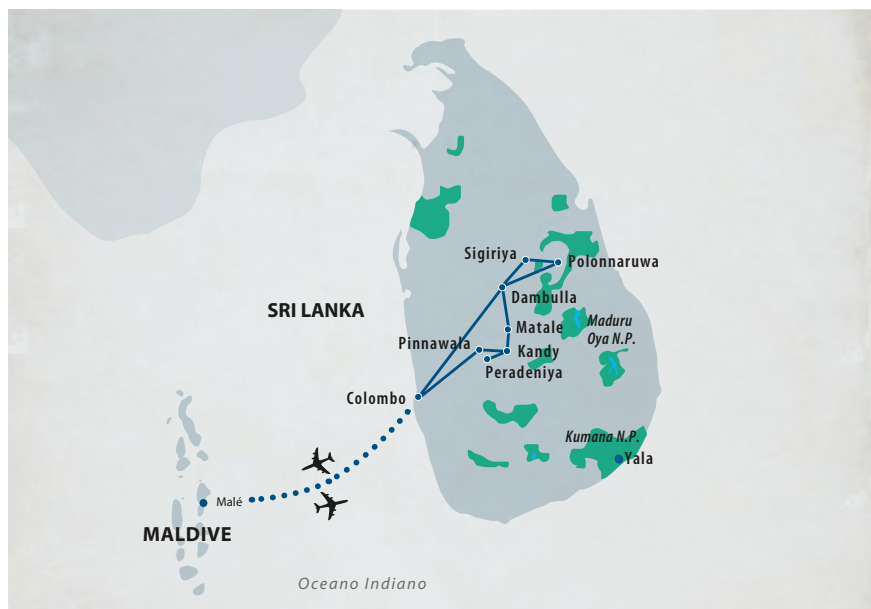 Sigiriya
Polonnaruwa
Dambulla
SRI LANKA
Matale
Maduru
Oya N.P.
Pinnawala
Kandy
Peradeniya
Colombo
Kumana N.P.
Yala
Malé
MALDIVE
Oceano Indiano